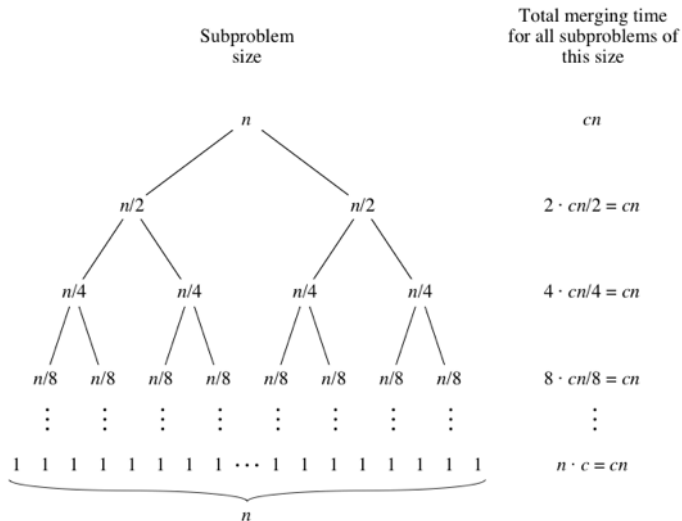 Subproblem
size
Total merging time
for all subproblems of
this size
n
cn
n/2 n/2
2 · cn/2 = cn
n/4 n/4 n/4 n/4
4 · cn/4 = cn
n/8 n/8 n/8 n/8 n/8 n/8 n/8 n/8
8 · cn/8 = cn
1 1 1 1 1 1 1 1 ··· 1 1 1 1 1 1 1 1
n · c = cn
n